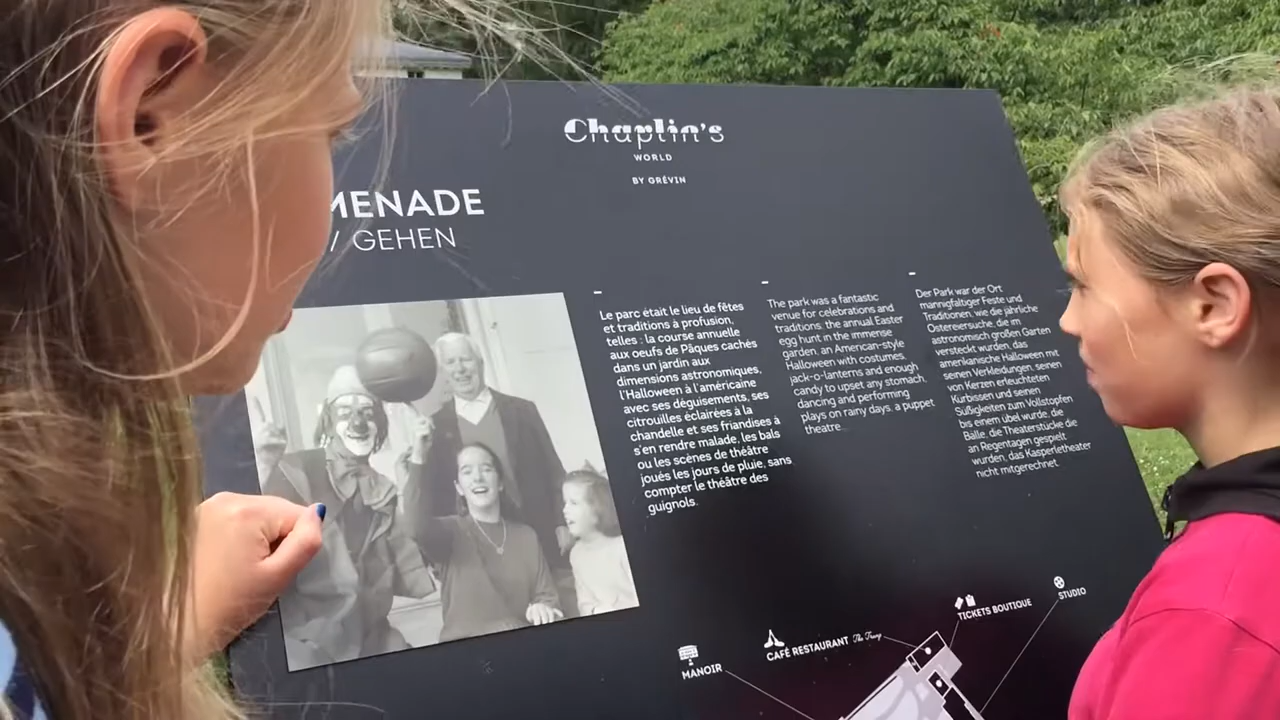 Chaplin's
WORLD
BY GRÉVIN
MENADE
/ GEHEN
Le parc était le lieu de fêtes
et traditions à profusion,
telles : la course annuelle
aux oeufs de Pâques cachés
dans un jardin aux
dimensions astronomiques,
l'Halloween à l'américaine
avec ses déguisements, ses
citrouilles éclairées à la
chandelle et ses friandises à
s'en rendre malade, les bals
ou les scènes de théâtre
joués les jours de pluie, sans
compter le théâtre des
guignols.
The park was a fantastic
venue for celebrations and
traditions: the annual Easter
egg hunt in the immense
garden, an American-style
Halloween with costumes,
jack-o-lanterns and enough
candy to upset any stomach,
dancing and performing
plays on rainy days, a puppet
theatre...
Der Park war der Ort
mannigfaltiger Feste und
Traditionen, wie die jährliche
Ostereiersuche, die im
astronomisch großen Garten
versteckt wurden, das
amerikanische Halloween mit
seinen Verkleidungen, seinen
von Kerzen erleuchteten
Kürbissen und seinen
Süßigkeiten zum Vollstopfen
bis einem übel wurde, die
Bälle, die Theaterstücke die
an Regentagen gespielt
wurden, das Kasperletheater
nicht mitgerechnet.
MANOIR
CAFÉ RESTAURANT The Tramp
TICKETS BOUTIQUE
STUDIO